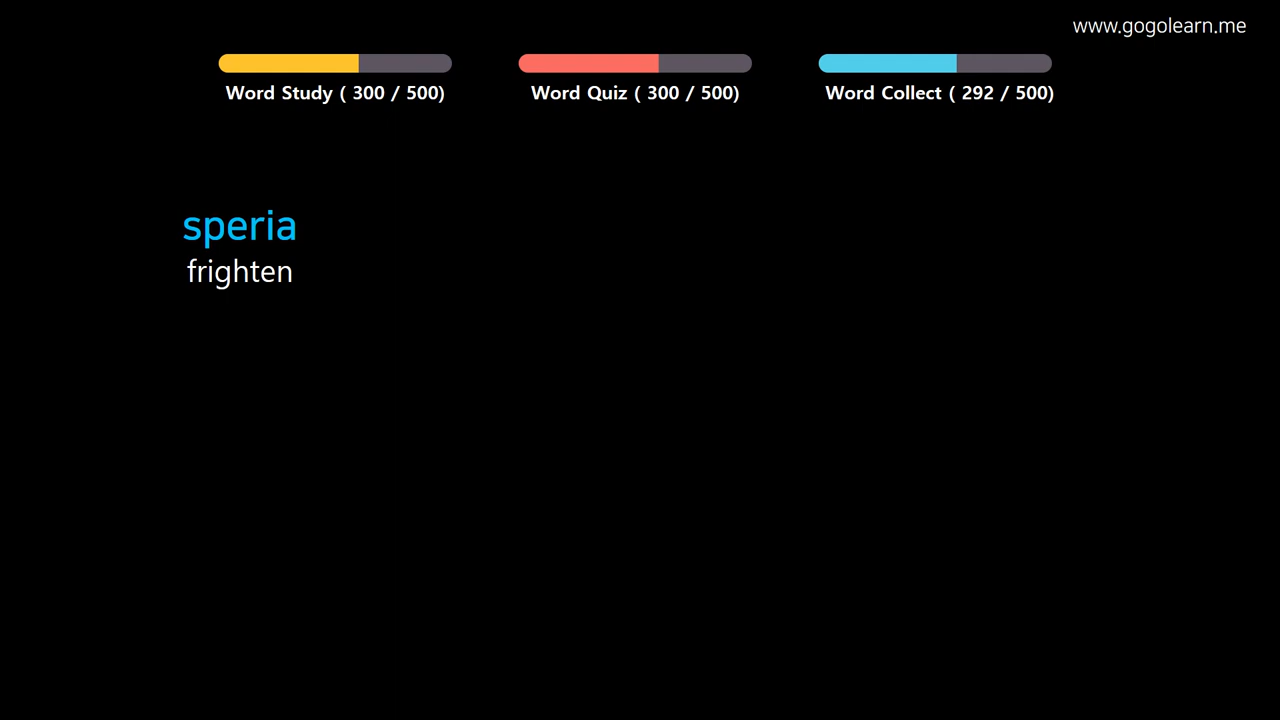 www.gogolearn.me
Word Study ( 300 / 500)
Word Quiz ( 300 / 500)
Word Collect ( 292 / 500)
speria
frighten